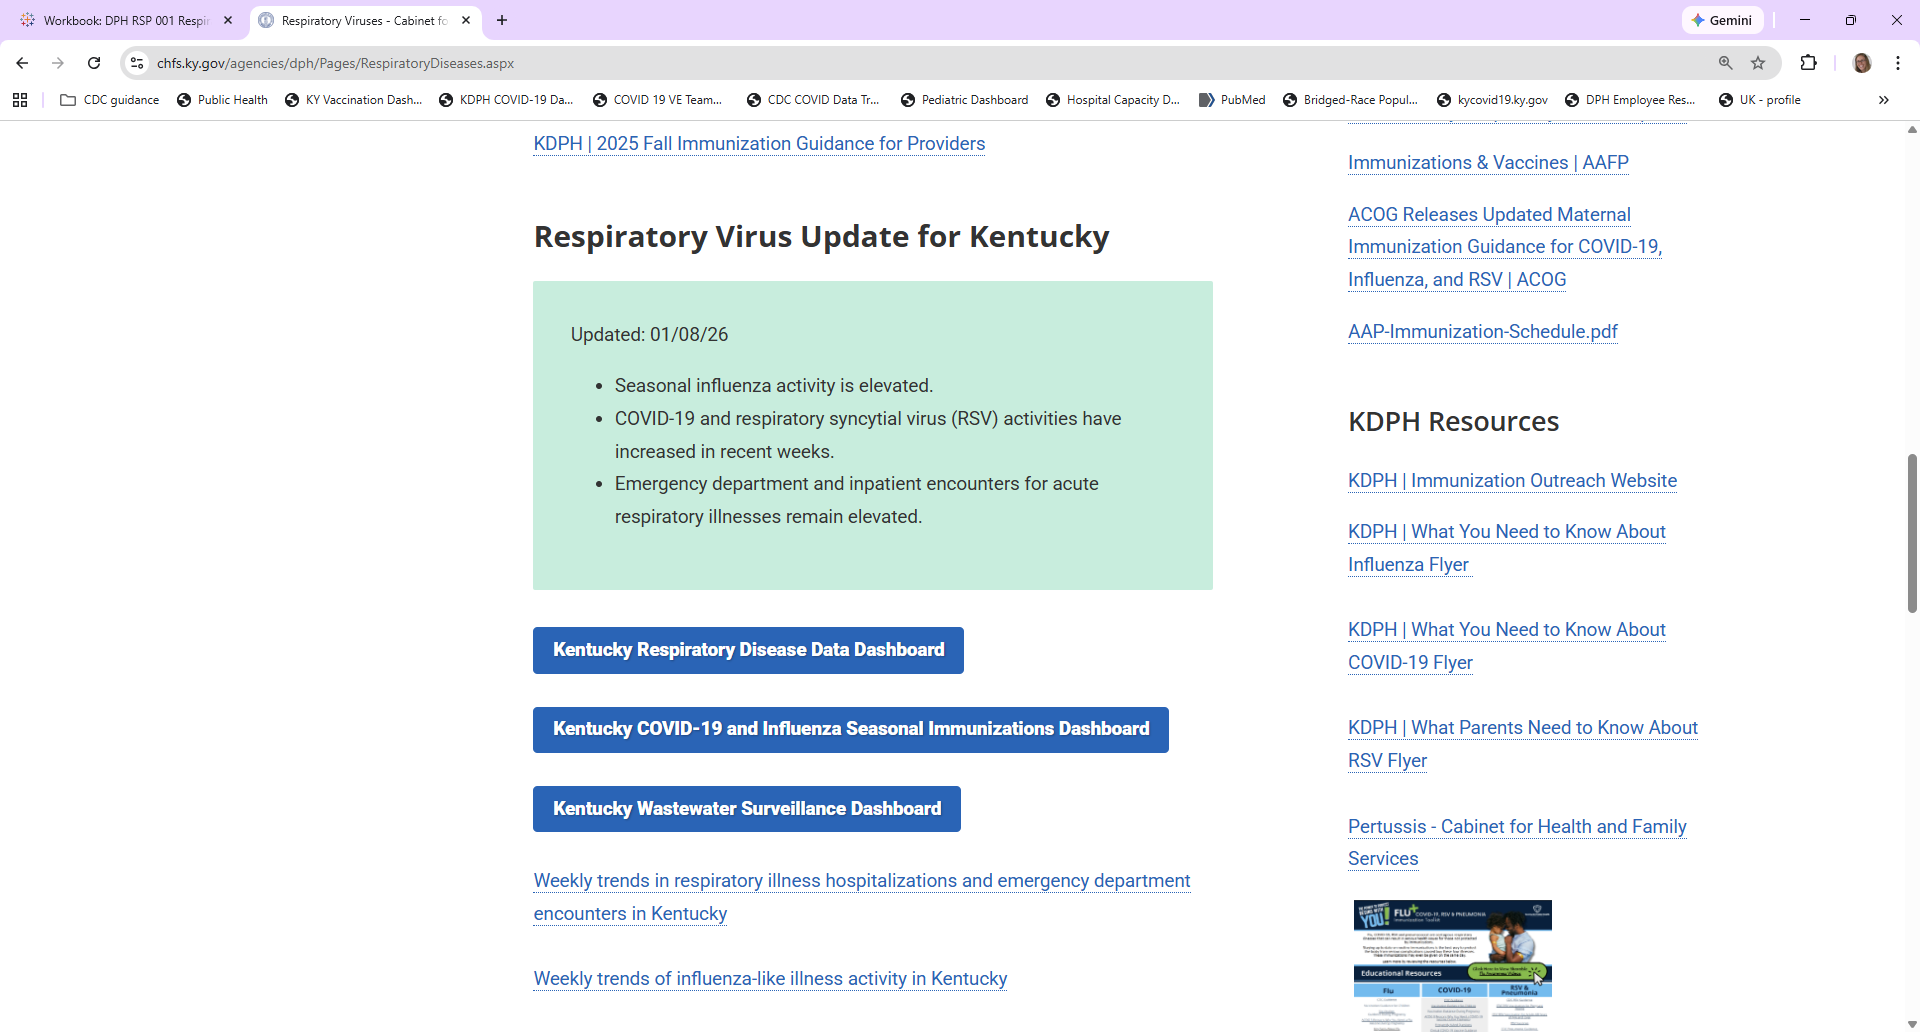 Workbook: DPH RSP 001 Respir
Respiratory Viruses - Cabinet fo
Gemini
chfs.ky.gov/agencies/dph/Pages/RespiratoryDiseases.aspx
CDC guidance
Public Health
KY Vaccination Dash...
KDPH COVID-19 Da...
COVID 19 VE Team...
CDC COVID Data Tr...
Pediatric Dashboard
Hospital Capacity D...
PubMed
Bridged-Race Popul...
kycovid19.ky.gov
DPH Employee Res...
UK - profile
KDPH | 2025 Fall Immunization Guidance for Providers
Respiratory Virus Update for Kentucky
Updated: 01/08/26
• Seasonal influenza activity is elevated.
• COVID-19 and respiratory syncytial virus (RSV) activities have
increased in recent weeks.
• Emergency department and inpatient encounters for acute
respiratory illnesses remain elevated.
Kentucky Respiratory Disease Data Dashboard
Kentucky COVID-19 and Influenza Seasonal Immunizations Dashboard
Kentucky Wastewater Surveillance Dashboard
Weekly trends in respiratory illness hospitalizations and emergency department
encounters in Kentucky
Weekly trends of influenza-like illness activity in Kentucky
Immunizations & Vaccines | AAFP
ACOG Releases Updated Maternal
Immunization Guidance for COVID-19,
Influenza, and RSV | ACOG
AAP-Immunization-Schedule.pdf
KDPH Resources
KDPH | Immunization Outreach Website
KDPH | What You Need to Know About
Influenza Flyer
KDPH | What You Need to Know About
COVID-19 Flyer
KDPH | What Parents Need to Know About
RSV Flyer
Pertussis - Cabinet for Health and Family
Services
YOU!
FLU+ COVID-19, RSV & PNEUMONIA
Immunization Toolkit
Educational Resources
Flu
COVID-19
RSV &
Pneumonia